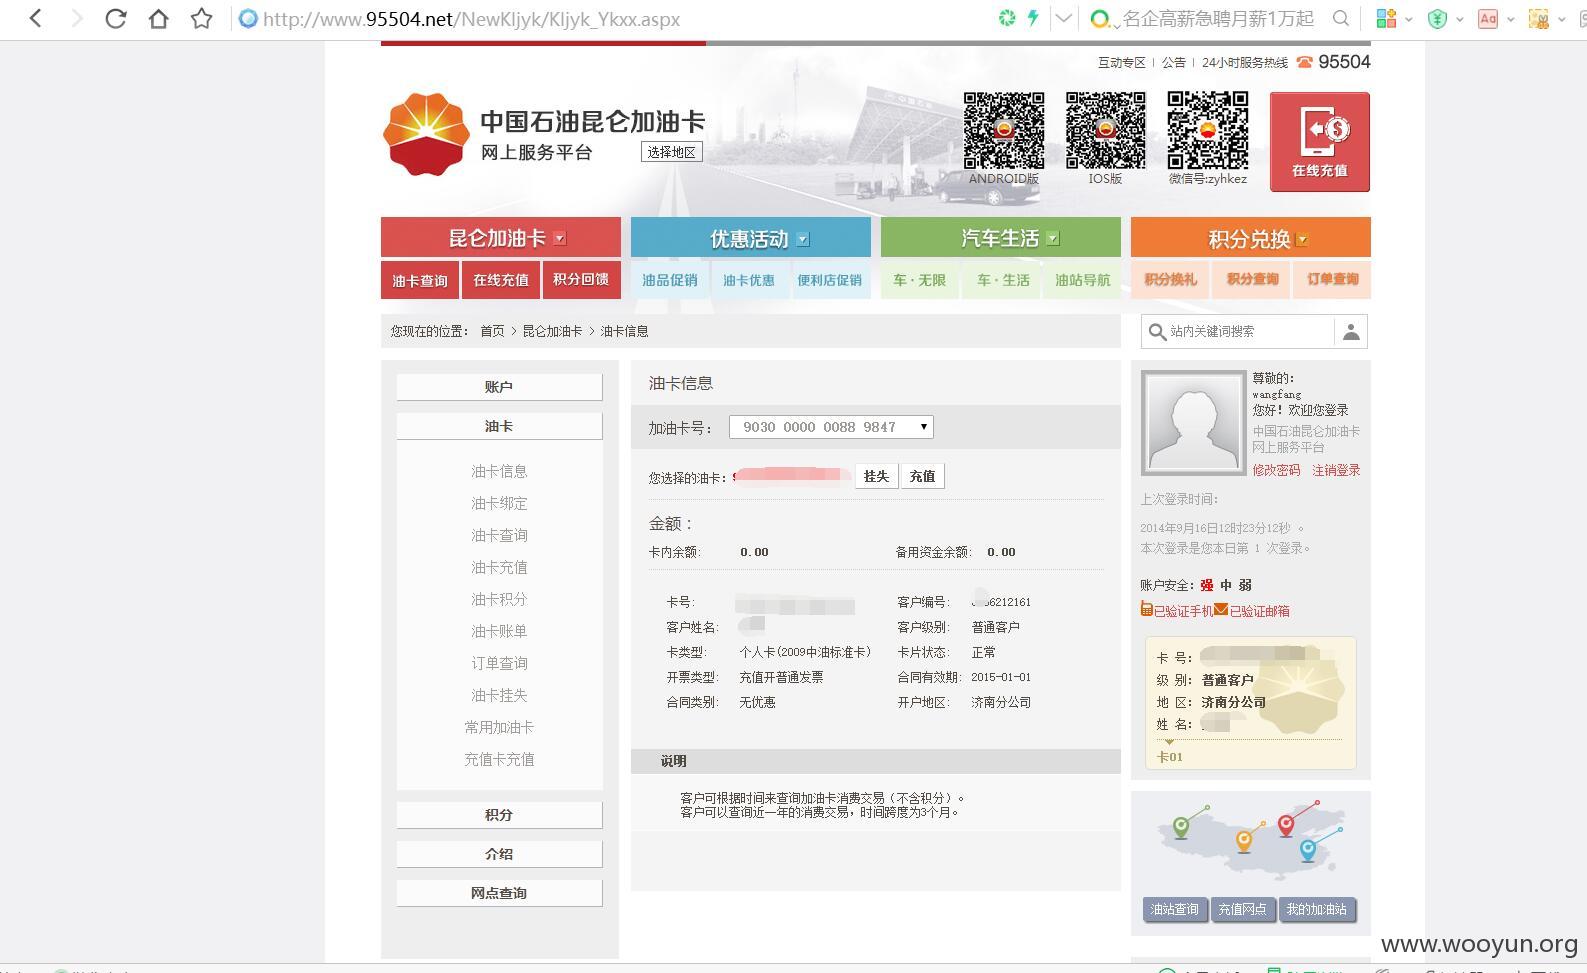 http://www.95504.net/NewKljyk/Kljyk_Ykxx.aspx
名企高薪急聘月薪1万起
互动专区 | 公告 | 24小时服务热线 95504
中国石油昆仑加油卡
网上服务平台
选择地区
ANDROID版
IOS版
微信号:zyhkez
在线充值
昆仑加油卡
优惠活动
汽车生活
积分兑换
油卡查询
在线充值
积分回馈
油品促销
油卡优惠
便利店促销
车·无限
车·生活
油站导航
积分换礼
积分查询
订单查询
您现在的位置： 首页 > 昆仑加油卡 > 油卡信息
站内关键词搜索
账户
油卡
油卡信息
油卡绑定
油卡查询
油卡充值
油卡积分
油卡账单
订单查询
油卡挂失
常用加油卡
充值卡充值
积分
介绍
网点查询
油卡信息
加油卡号： 9030 0000 0088 9847
您选择的油卡：
挂失
充值
金额：
卡内余额: 0.00
备用资金余额: 0.00
卡号:
客户编号: 6212161
客户姓名:
客户级别: 普通客户
卡类型: 个人卡(2009中油标准卡)
卡片状态: 正常
开票类型: 充值开普通发票
合同有效期: 2015-01-01
合同类别: 无优惠
开户地区: 济南分公司
说明
客户可根据时间来查询加油卡消费交易（不含积分）。
客户可以查询近一年的消费交易，时间跨度为3个月。
尊敬的:
wangfang
您好！欢迎您登录
中国石油昆仑加油卡
网上服务平台
修改密码 注销登录
上次登录时间:
2014年9月16日12时23分12秒 。
本次登录是您本日第 1 次登录。
账户安全: 强 中 弱
已验证手机 已验证邮箱
卡 号:
级 别: 普通客户
地 区: 济南分公司
姓 名:
卡01
油站查询
充值网点
我的加油站
www.wooyun.org